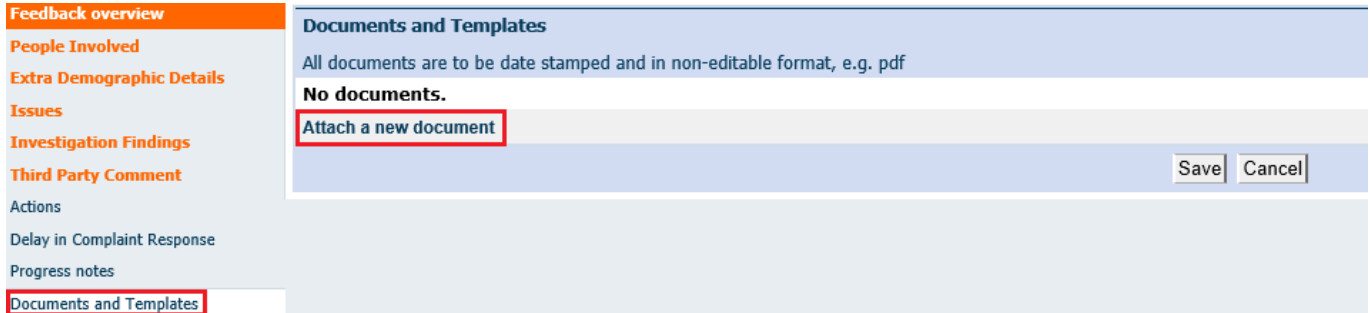 Feedback overview
People Involved
Extra Demographic Details
Issues
Investigation Findings
Third Party Comment
Actions
Delay in Complaint Response
Progress notes
Documents and Templates
Documents and Templates
All documents are to be date stamped and in non-editable format, e.g. pdf
No documents.
Attach a new document
Save Cancel